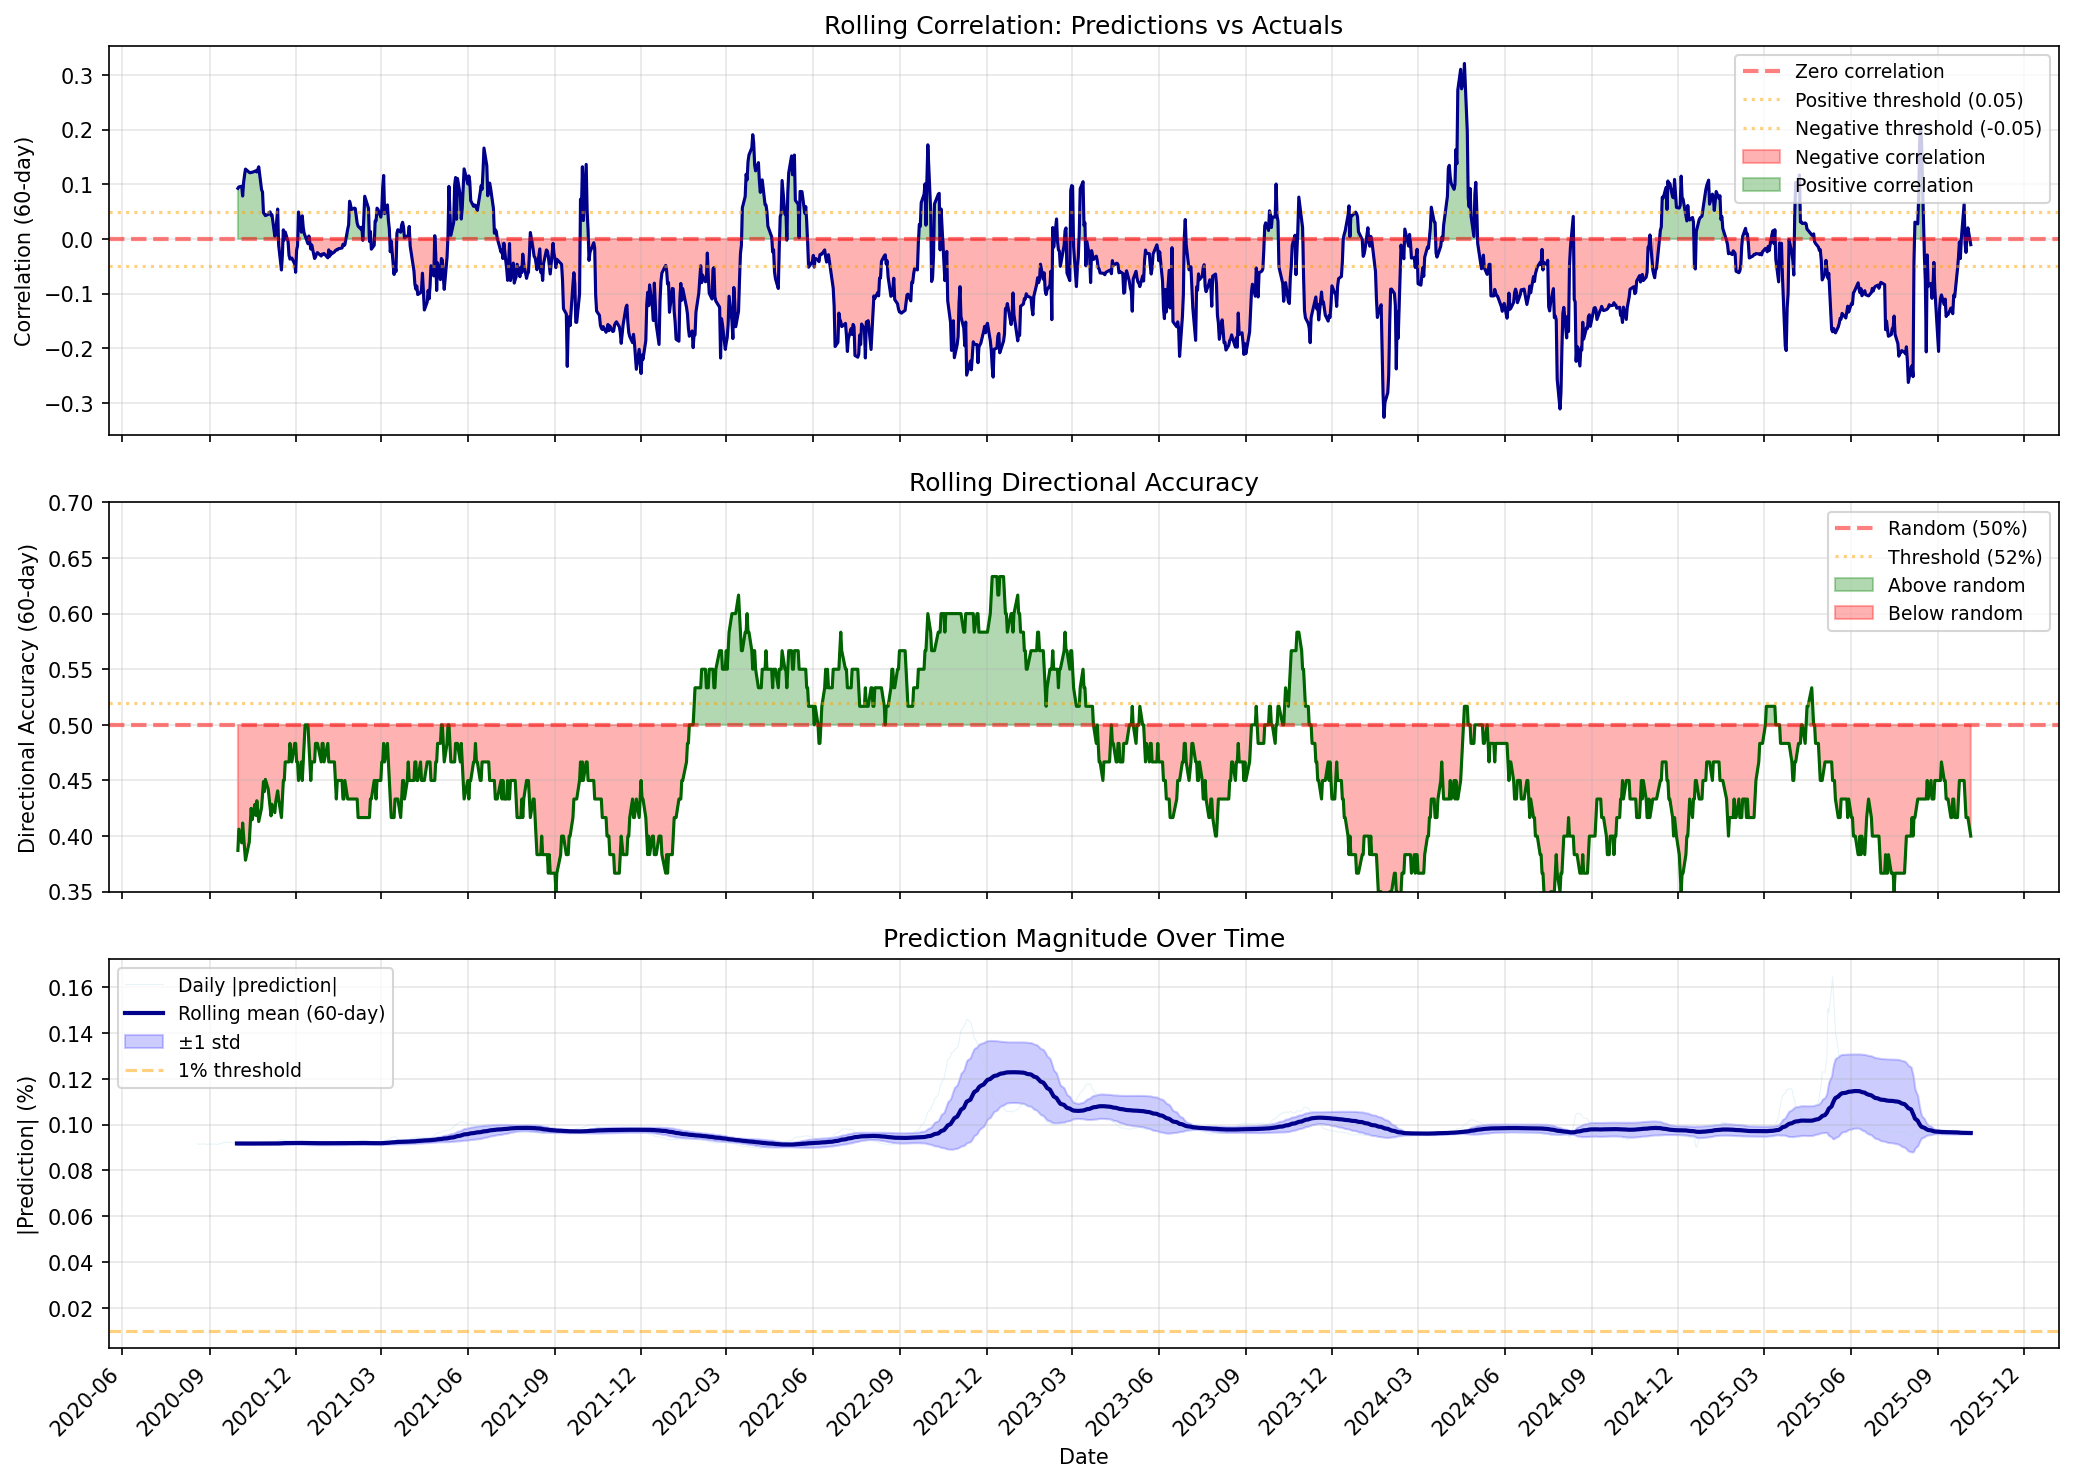 Rolling Correlation: Predictions vs Actuals
Correlation (60-day)
0.3
0.2
0.1
0.0
−0.1
−0.2
−0.3
Zero correlation
Positive threshold (0.05)
Negative threshold (-0.05)
Negative correlation
Positive correlation
Rolling Directional Accuracy
Directional Accuracy (60-day)
0.70
0.65
0.60
0.55
0.50
0.45
0.40
0.35
Random (50%)
Threshold (52%)
Above random
Below random
Prediction Magnitude Over Time
|Prediction| (%)
0.16
0.14
0.12
0.10
0.08
0.06
0.04
0.02
Daily |prediction|
Rolling mean (60-day)
±1 std
1% threshold
2020-06
2020-09
2020-12
2021-03
2021-06
2021-09
2021-12
2022-03
2022-06
2022-09
2022-12
2023-03
2023-06
2023-09
2023-12
2024-03
2024-06
2024-09
2024-12
2025-03
2025-06
2025-09
2025-12
Date